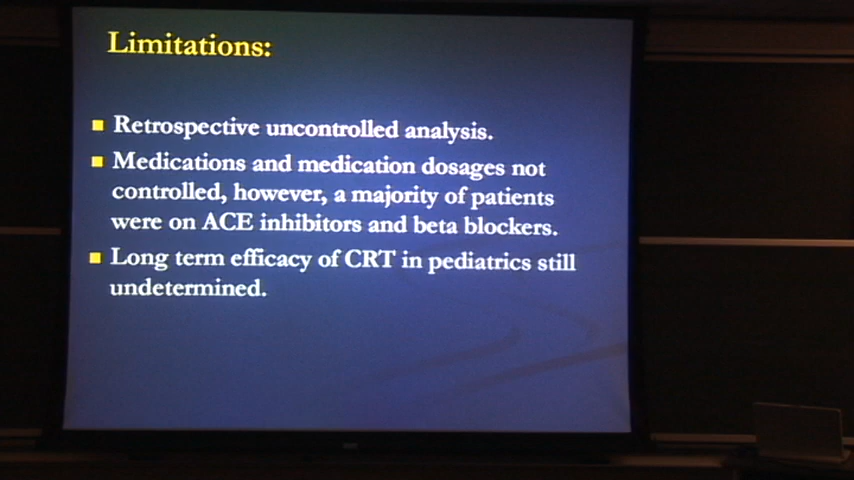 Limitations:
Retrospective uncontrolled analysis.
Medications and medication dosages not
controlled, however, a majority of patients
were on ACE inhibitors and beta blockers.
Long term efficacy of CRT in pediatrics still
undetermined.